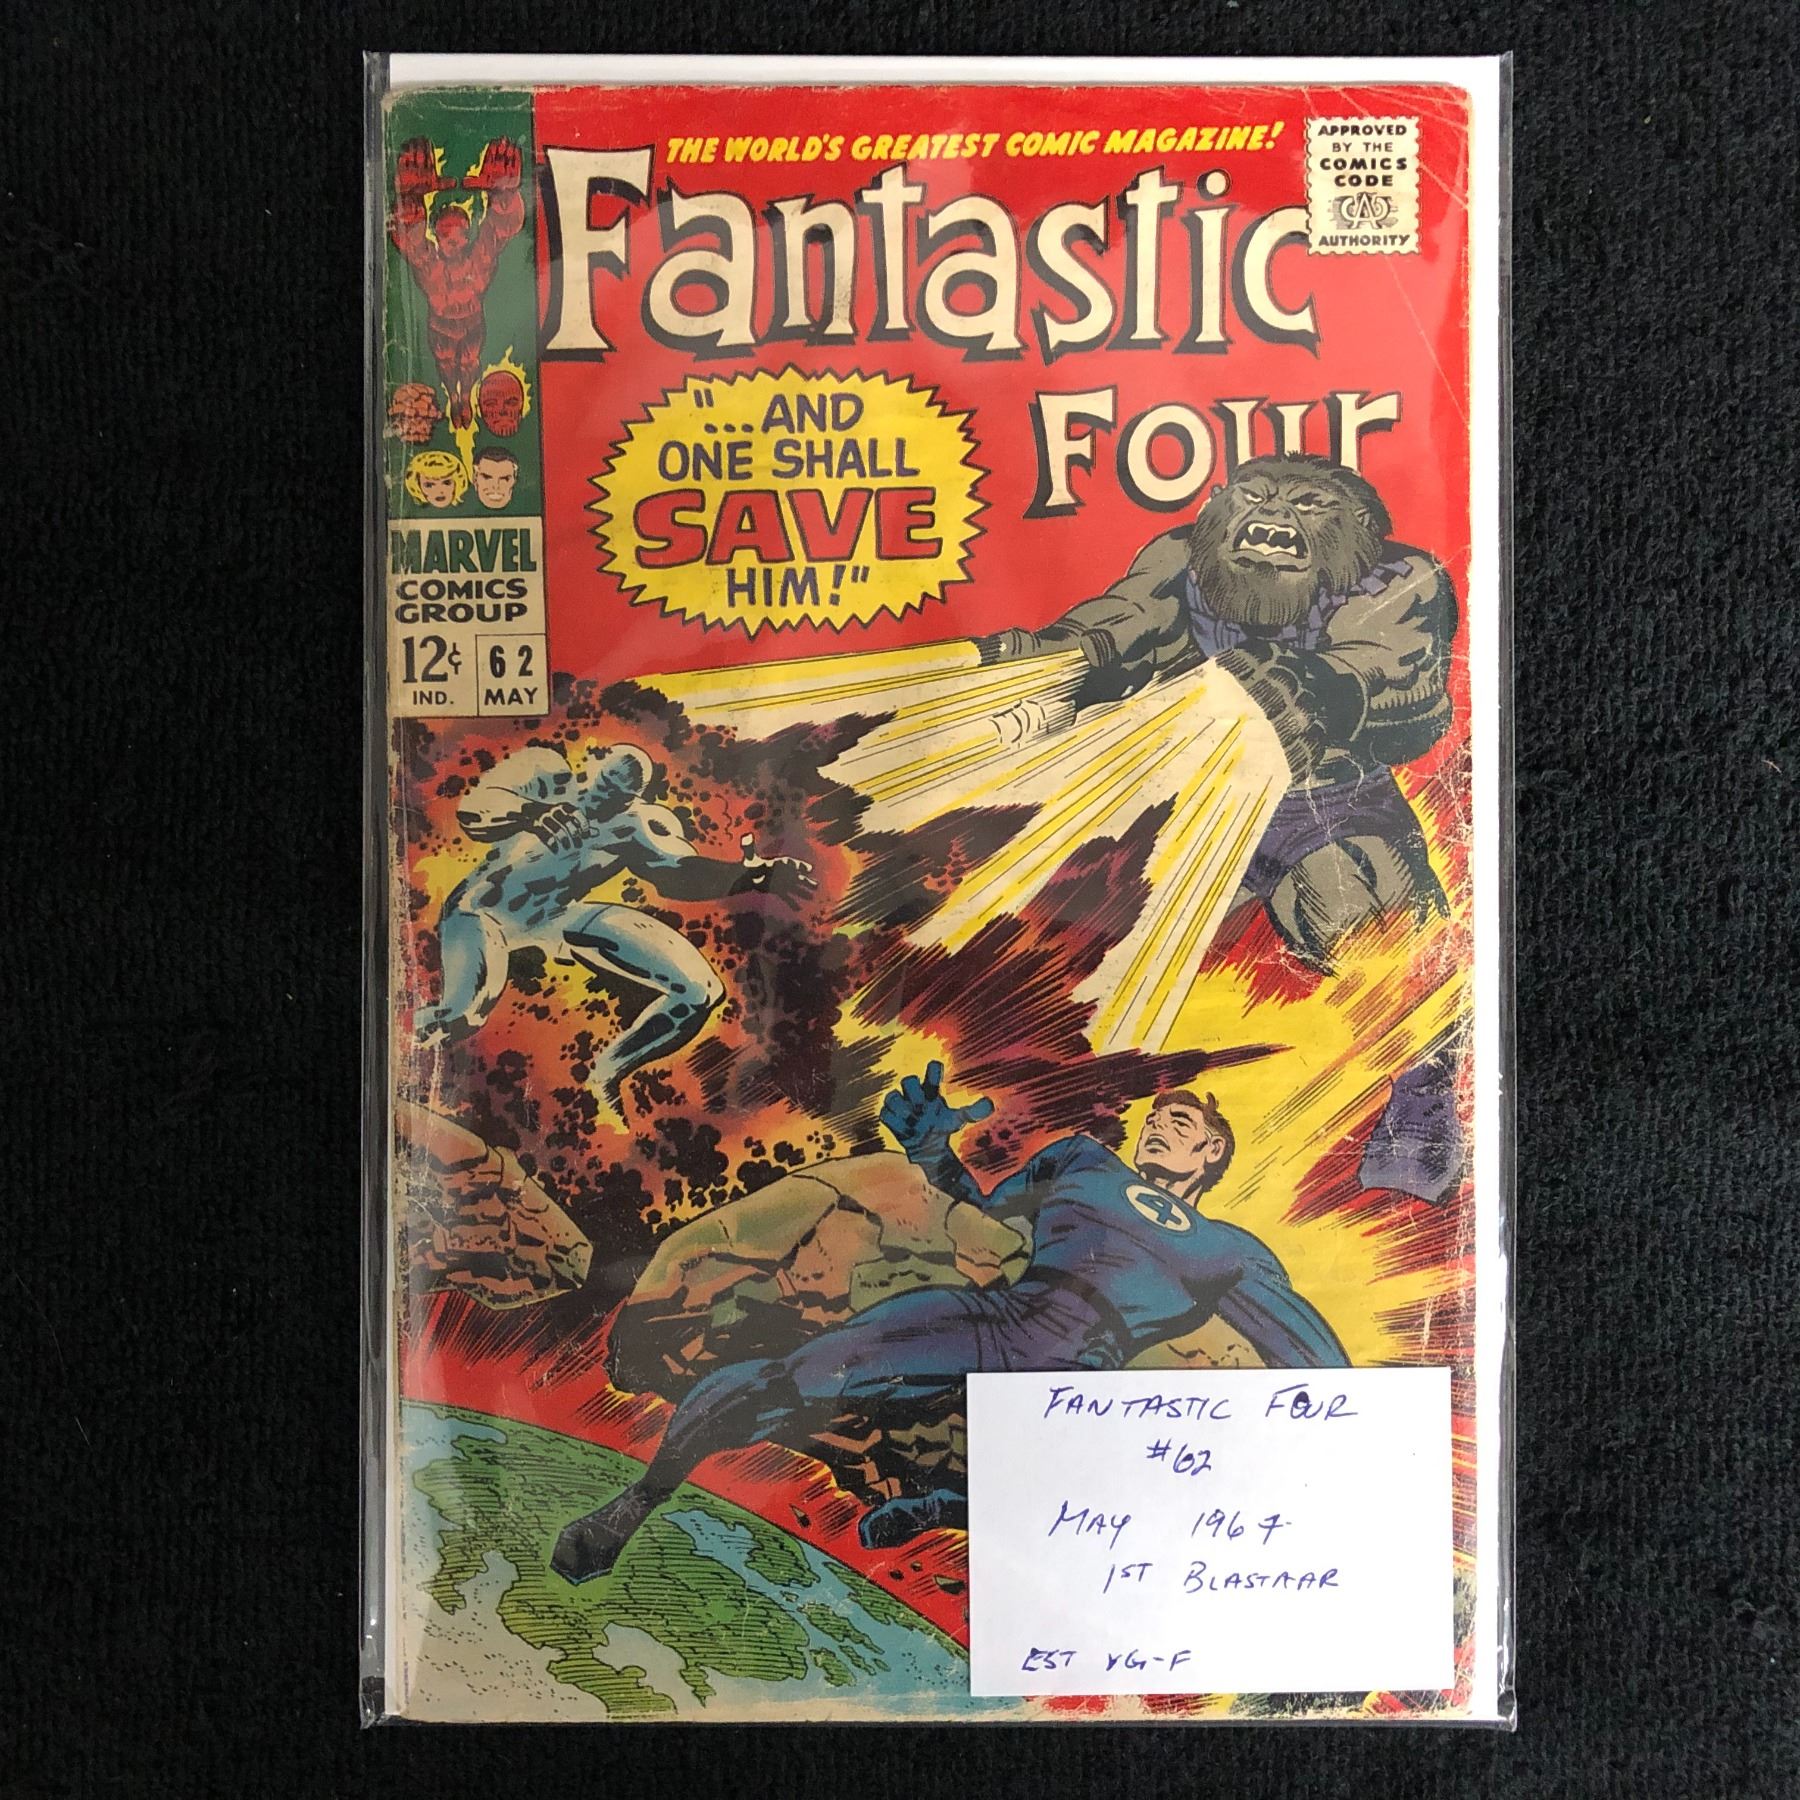 THE WORLD'S GREATEST COMIC MAGAZINE!
Fantastic
Four
APPROVED
BY THE
COMICS
CODE
CA
AUTHORITY
"...AND
ONE SHALL
SAVE
HIM!"
MARVEL
COMICS
GROUP
12¢
IND.
62
MAY
4
FANTASTIC FOUR
#62
MAY 1967
1ST BLASTAAR
EST VG-F